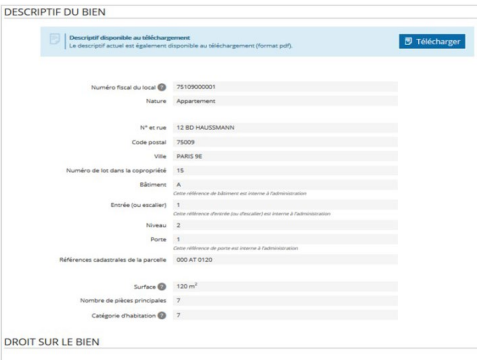 DESCRIPTIF DU BIEN
Descriptif disponible au téléchargement
Le descriptif actuel est également disponible au téléchargement (format pdf).
Télécharger
Numéro fiscal du local ? 75109000001
Nature Appartement
N° et rue 12 BD HAUSSMANN
Code postal 75009
Ville PARIS 9E
Numéro de lot dans la copropriété 15
Bâtiment A
Cette référence de bâtiment est interne à l'administration
Entrée (ou escalier) 1
Cette référence d'entrée (ou d'escalier) est interne à l'administration
Niveau 2
Porte 1
Cette référence de porte est interne à l'administration
Références cadastrales de la parcelle 000 AT 0120
Surface ? 120 m²
Nombre de pièces principales 7
Catégorie d'habitation ? 7
DROIT SUR LE BIEN